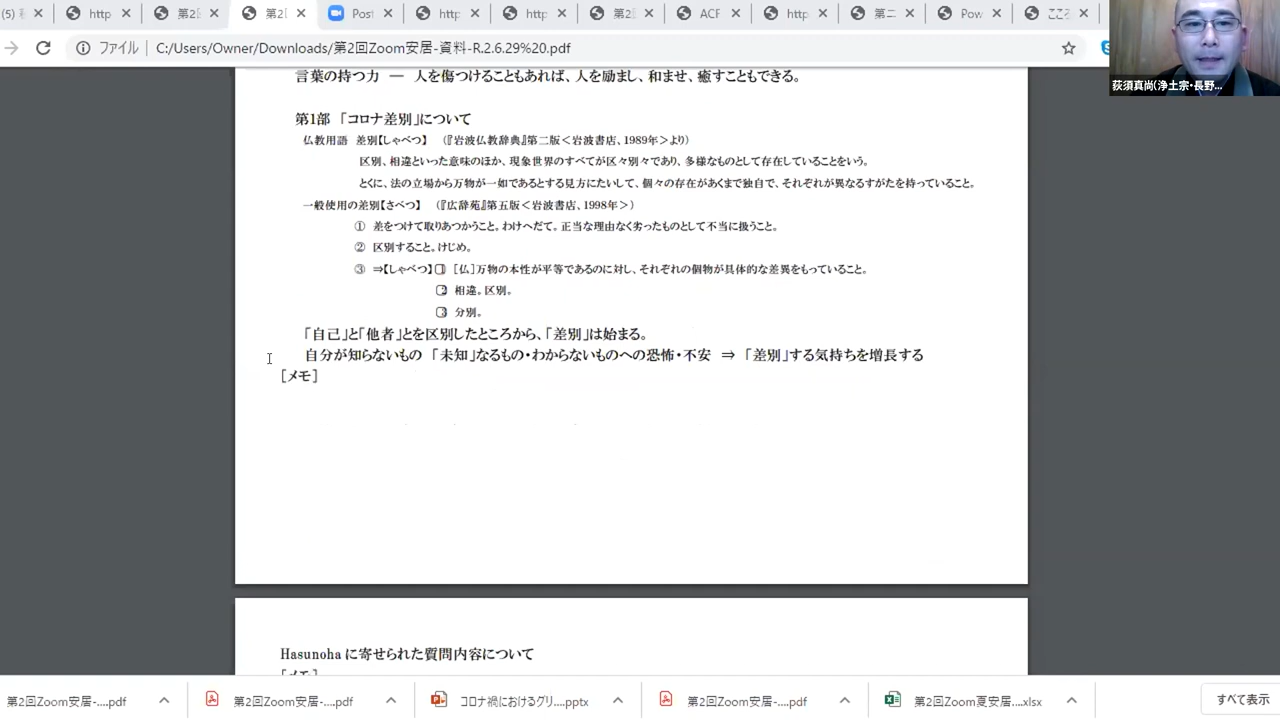 (5)
http
第2
第2
Post
http
http
第2
ACF
http
第二
Pow
こころ
ファイル
C:/Users/Owner/Downloads/第2回Zoom安居-資料-R.2.6.29%20.pdf
荻須真尚(浄土宗・長野...
言葉の持つ力 ― 人を傷つけることもあれば、人を励まし、和ませ、癒すこともできる。
第1部 「コロナ差別」について
仏教用語 差別【しゃべつ】 (『岩波仏教辞典』第二版<岩波書店、1989年>より)
区別、相違といった意味のほか、現象世界のすべてが区々別々であり、多様なものとして存在していることをいう。
とくに、法の立場から万物が一如であるとする見方にたいして、個々の存在があくまで独自で、それぞれが異なるすがたを持っていること。
一般使用の差別【さべつ】 (『広辞苑』第五版<岩波書店、1998年>)
① 差をつけて取りあつかうこと。わけへだて。正当な理由なく劣ったものとして不当に扱うこと。
② 区別すること。けじめ。
③ ⇒【しゃべつ】1 [仏]万物の本性が平等であるのに対し、それぞれの個物が具体的な差異をもっていること。
2 相違。区別。
3 分別。
「自己」と「他者」とを区別したところから、「差別」は始まる。
自分が知らないもの 「未知」なるもの・わからないものへの恐怖・不安 ⇒ 「差別」する気持ちを増長する
[メモ]
Hasunoha に寄せられた質問内容について
[メモ]
第2回Zoom安居-....pdf
第2回Zoom安居-....pdf
コロナ禍におけるグリ....pptx
第2回Zoom安居-....pdf
第2回Zoom夏安居....xlsx
すべて表示